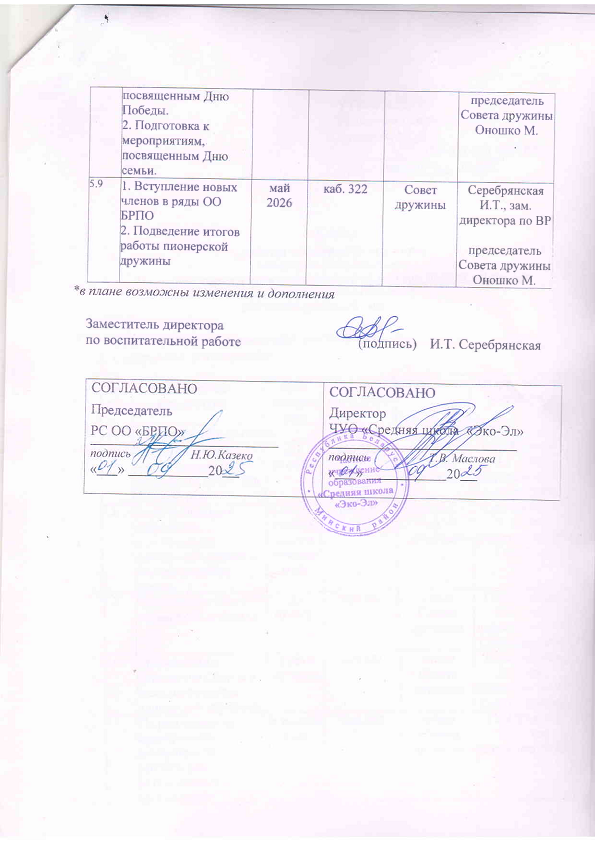 посвященным Дню
Победы.
2. Подготовка к
мероприятиям,
посвященным Дню
семьи.
председатель
Совета дружины
Оношко М.
5.9
1. Вступление новых
членов в ряды ОО
БРПО
2. Подведение итогов
работы пионерской
дружины
май
2026
каб. 322
Совет
дружины
Серебрянская
И.Т., зам.
директора по ВР
председатель
Совета дружины
Оношко М.
*в плане возможны изменения и дополнения
Заместитель директора
по воспитательной работе
(подпись) И.Т. Серебрянская
СОГЛАСОВАНО
Председатель
РС ОО «БРПО»
подпись Н.Ю.Казеко
«01» 09 2025
СОГЛАСОВАНО
Директор
ЧУО «Средняя школа «Эко-Эл»
подпись Т.В. Маслова
«01» 09 2025
Республика Беларусь
учреждение
образования
«Средняя школа
«Эко-Эл»
Минский район